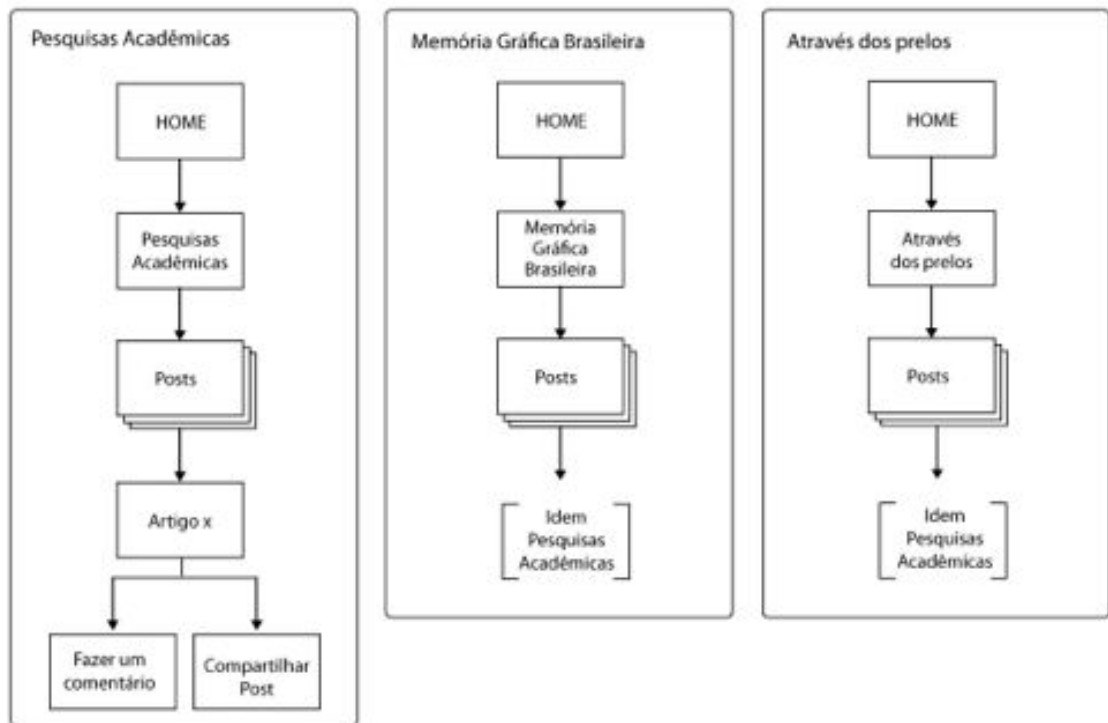 Pesquisas Acadêmicas
HOME
Pesquisas
Acadêmicas
Posts
Artigo x
Fazer um
comentário
Compartilhar
Post
Memória Gráfica Brasileira
HOME
Memória
Gráfica
Brasileira
Posts
Idem
Pesquisas
Acadêmicas
Através dos prelos
HOME
Através
dos prelos
Posts
Idem
Pesquisas
Acadêmicas